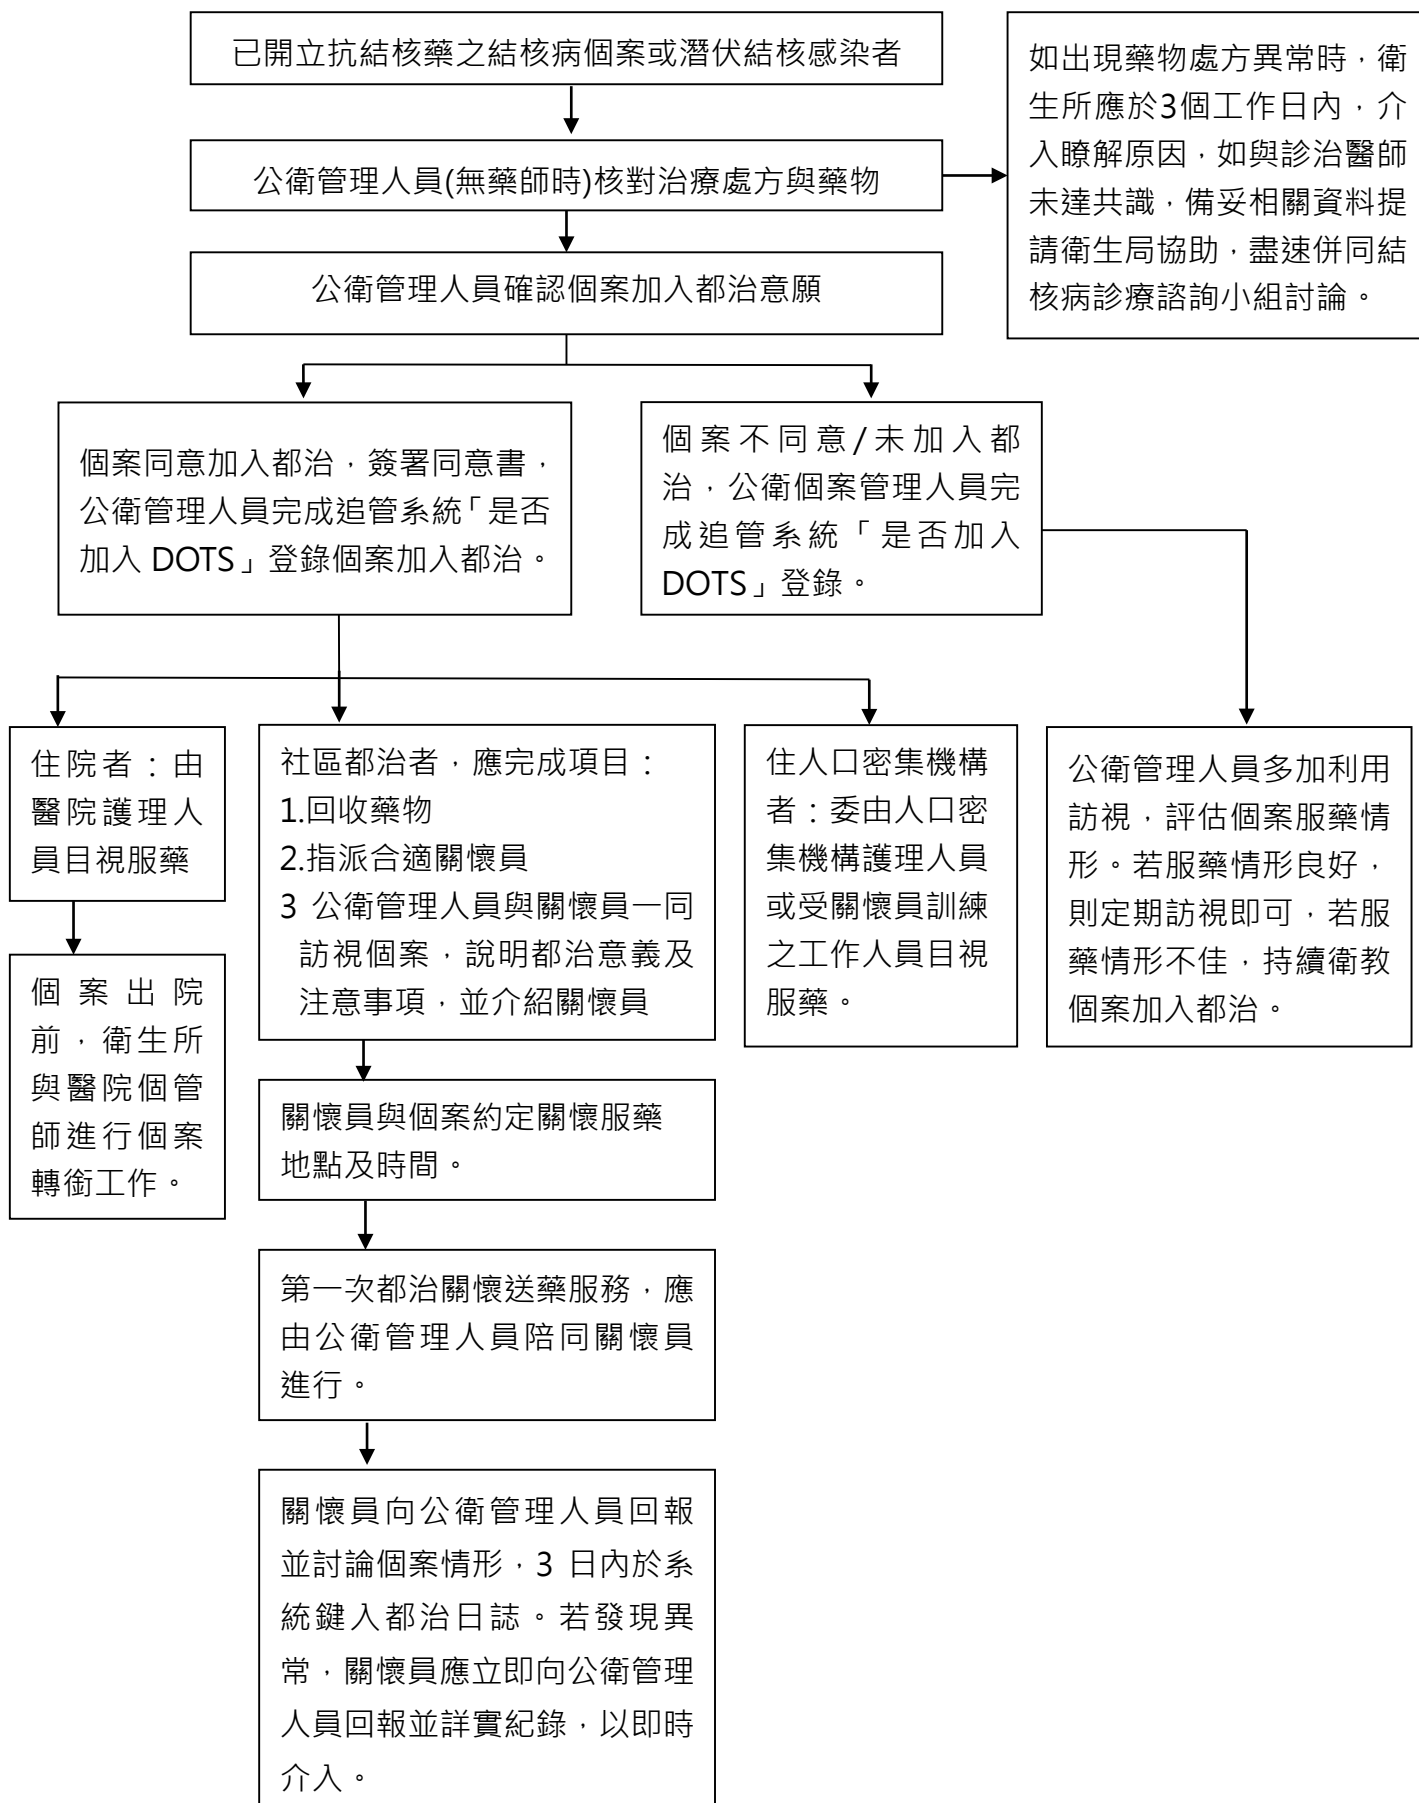 已開立抗結核藥之結核病個案或潛伏結核感染者
公衛管理人員(無藥師時)核對治療處方與藥物
如出現藥物處方異常時，衛
生所應於3個工作日內，介
入瞭解原因，如與診治醫師
未達共識，備妥相關資料提
請衛生局協助，盡速併同結
核病診療諮詢小組討論。
公衛管理人員確認個案加入都治意願
個案同意加入都治，簽署同意書，
公衛管理人員完成追管系統「是否
加入 DOTS」登錄個案加入都治。
個案不同意/未加入都
治，公衛個案管理人員完
成追管系統「是否加入
DOTS」登錄。
住院者：由
醫院護理人
員目視服藥
個案出院
前，衛生所
與醫院個管
師進行個案
轉銜工作。
社區都治者，應完成項目：
1.回收藥物
2.指派合適關懷員
3 公衛管理人員與關懷員一同
訪視個案，說明都治意義及
注意事項，並介紹關懷員
關懷員與個案約定關懷服藥
地點及時間。
第一次都治關懷送藥服務，應
由公衛管理人員陪同關懷員
進行。
關懷員向公衛管理人員回報
並討論個案情形，3 日內於系
統鍵入都治日誌。若發現異
常，關懷員應立即向公衛管理
人員回報並詳實紀錄，以即時
介入。
住人口密集機構
者：委由人口密
集機構護理人員
或受關懷員訓練
之工作人員目視
服藥。
公衛管理人員多加利用
訪視，評估個案服藥情
形。若服藥情形良好，
則定期訪視即可，若服
藥情形不佳，持續衛教
個案加入都治。